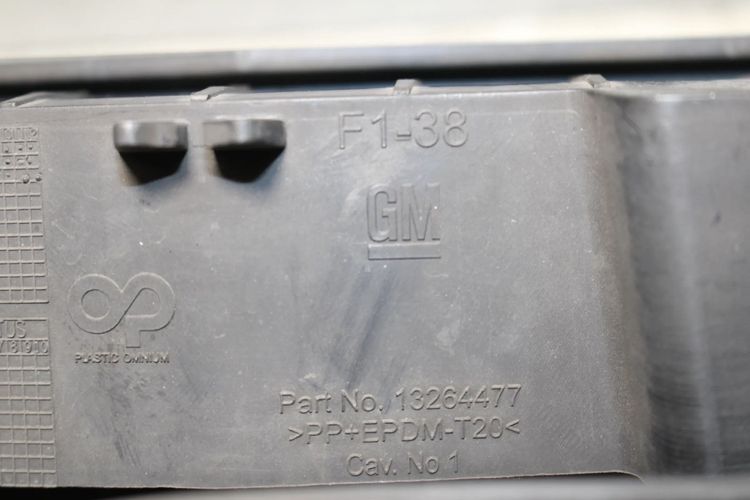 F1-38
GM
PLASTIC OMNIUM
Part No. 13264477
>PP+EPDM-T20<
Cav. No 1